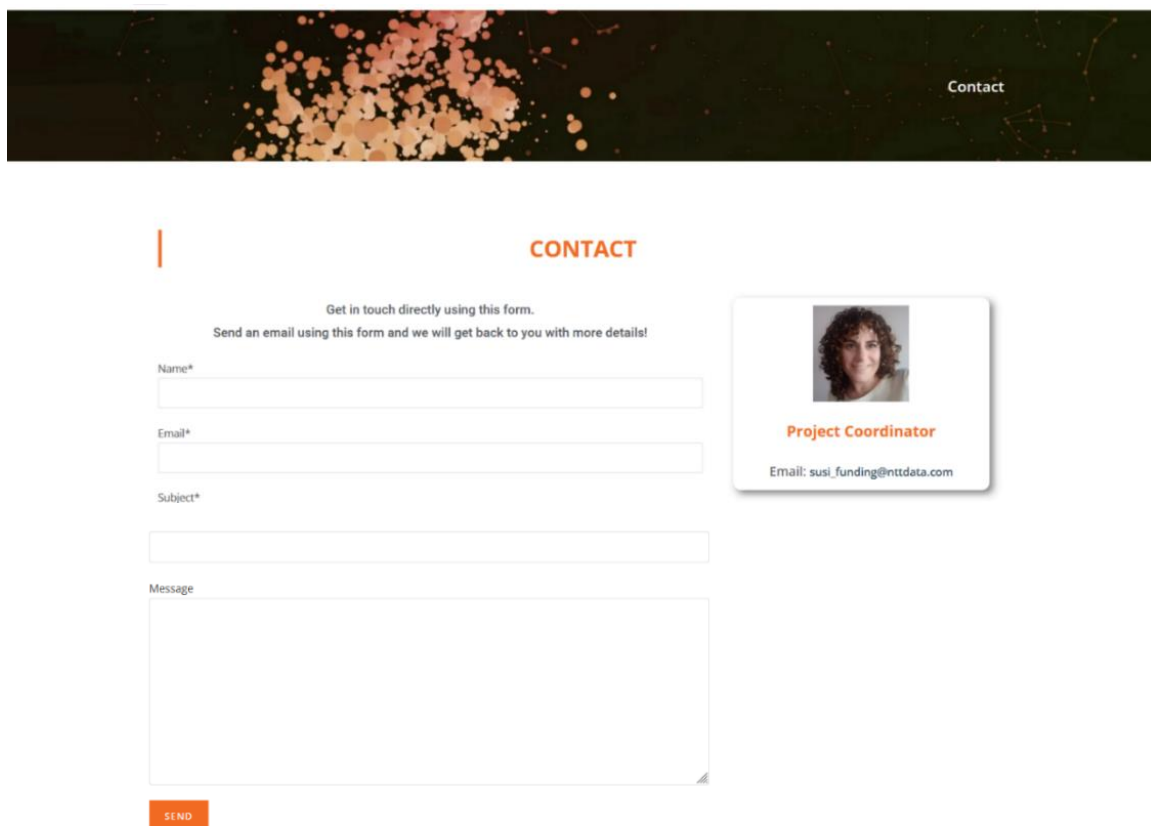 Contact
CONTACT
Get in touch directly using this form.
Send an email using this form and we will get back to you with more details!
Name*
Email*
Subject*
Message
SEND
Project Coordinator
Email: susi_funding@nttdata.com